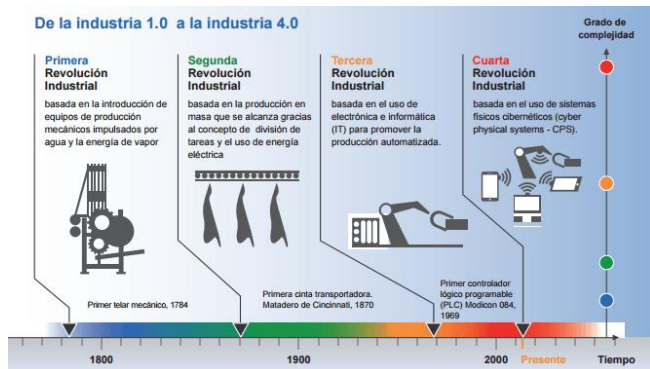 De la industria 1.0 a la industria 4.0
Grado de
complejidad
Primera
Revolución
Industrial
basada en la introducción de
equipos de producción
mecánicos impulsados por
agua y la energía de vapor
Segunda
Revolución
Industrial
basada en la producción en
masa que se alcanza gracias
al concepto de división de
tareas y el uso de energía
eléctrica
Tercera
Revolución
Industrial
basada en el uso de
electrónica e informática
(IT) para promover la
producción automatizada.
Cuarta
Revolución
Industrial
basada en el uso de sistemas
físicos cibernéticos (cyber
physical systems - CPS).
Primer telar mecánico, 1784
Primera cinta transportadora.
Matadero de Cincinnati, 1870
Primer controlador
lógico programable
(PLC) Modicon 084,
1969
1800
1900
2000
Presente
Tiempo